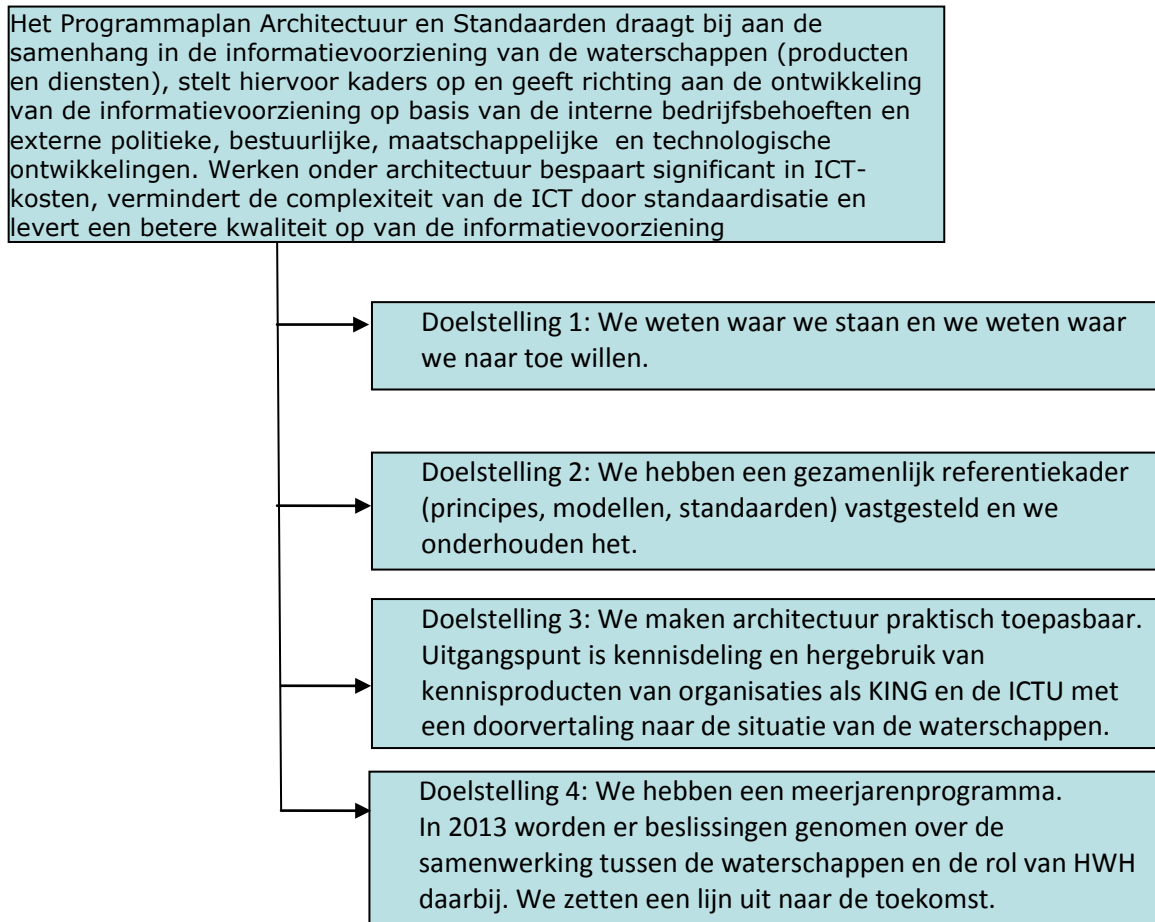 Het Programmaplan Architectuur en Standaarden draagt bij aan de
samenhang in de informatievoorziening van de waterschappen (producten
en diensten), stelt hiervoor kaders op en geeft richting aan de ontwikkeling
van de informatievoorziening op basis van de interne bedrijfsbehoeften en
externe politieke, bestuurlijke, maatschappelijke  en technologische
ontwikkelingen. Werken onder architectuur bespaart significant in ICT-
kosten, vermindert de complexiteit van de ICT door standaardisatie en
levert een betere kwaliteit op van de informatievoorziening
Doelstelling 1: We weten waar we staan en we weten waar
we naar toe willen.
Doelstelling 2: We hebben een gezamenlijk referentiekader
(principes, modellen, standaarden) vastgesteld en we
onderhouden het.
Doelstelling 3: We maken architectuur praktisch toepasbaar.
Uitgangspunt is kennisdeling en hergebruik van
kennisproducten van organisaties als KING en de ICTU met
een doorvertaling naar de situatie van de waterschappen.
Doelstelling 4: We hebben een meerjarenprogramma.
In 2013 worden er beslissingen genomen over de
samenwerking tussen de waterschappen en de rol van HWH
daarbij. We zetten een lijn uit naar de toekomst.